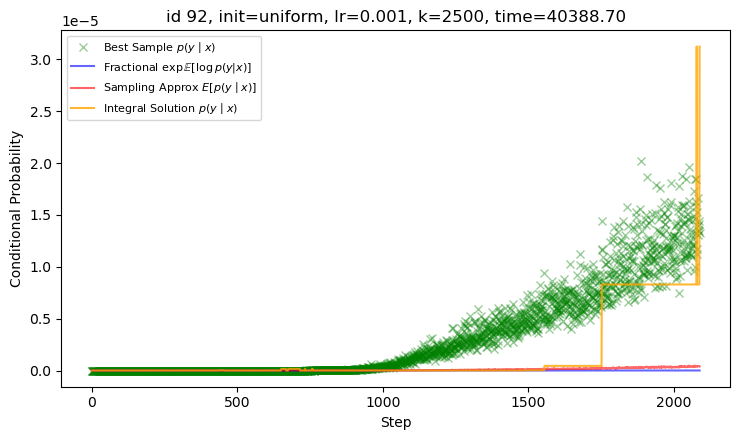 id 92, init=uniform, lr=0.001, k=2500, time=40388.70
1e−5
Best Sample p(y | x)
Fractional exp𝔼[log p(y|x)]
Sampling Approx E[p(y | x)]
Integral Solution p(y | x)
3.0
2.5
2.0
1.5
1.0
0.5
0.0
Conditional Probability
0 500 1000 1500 2000
Step